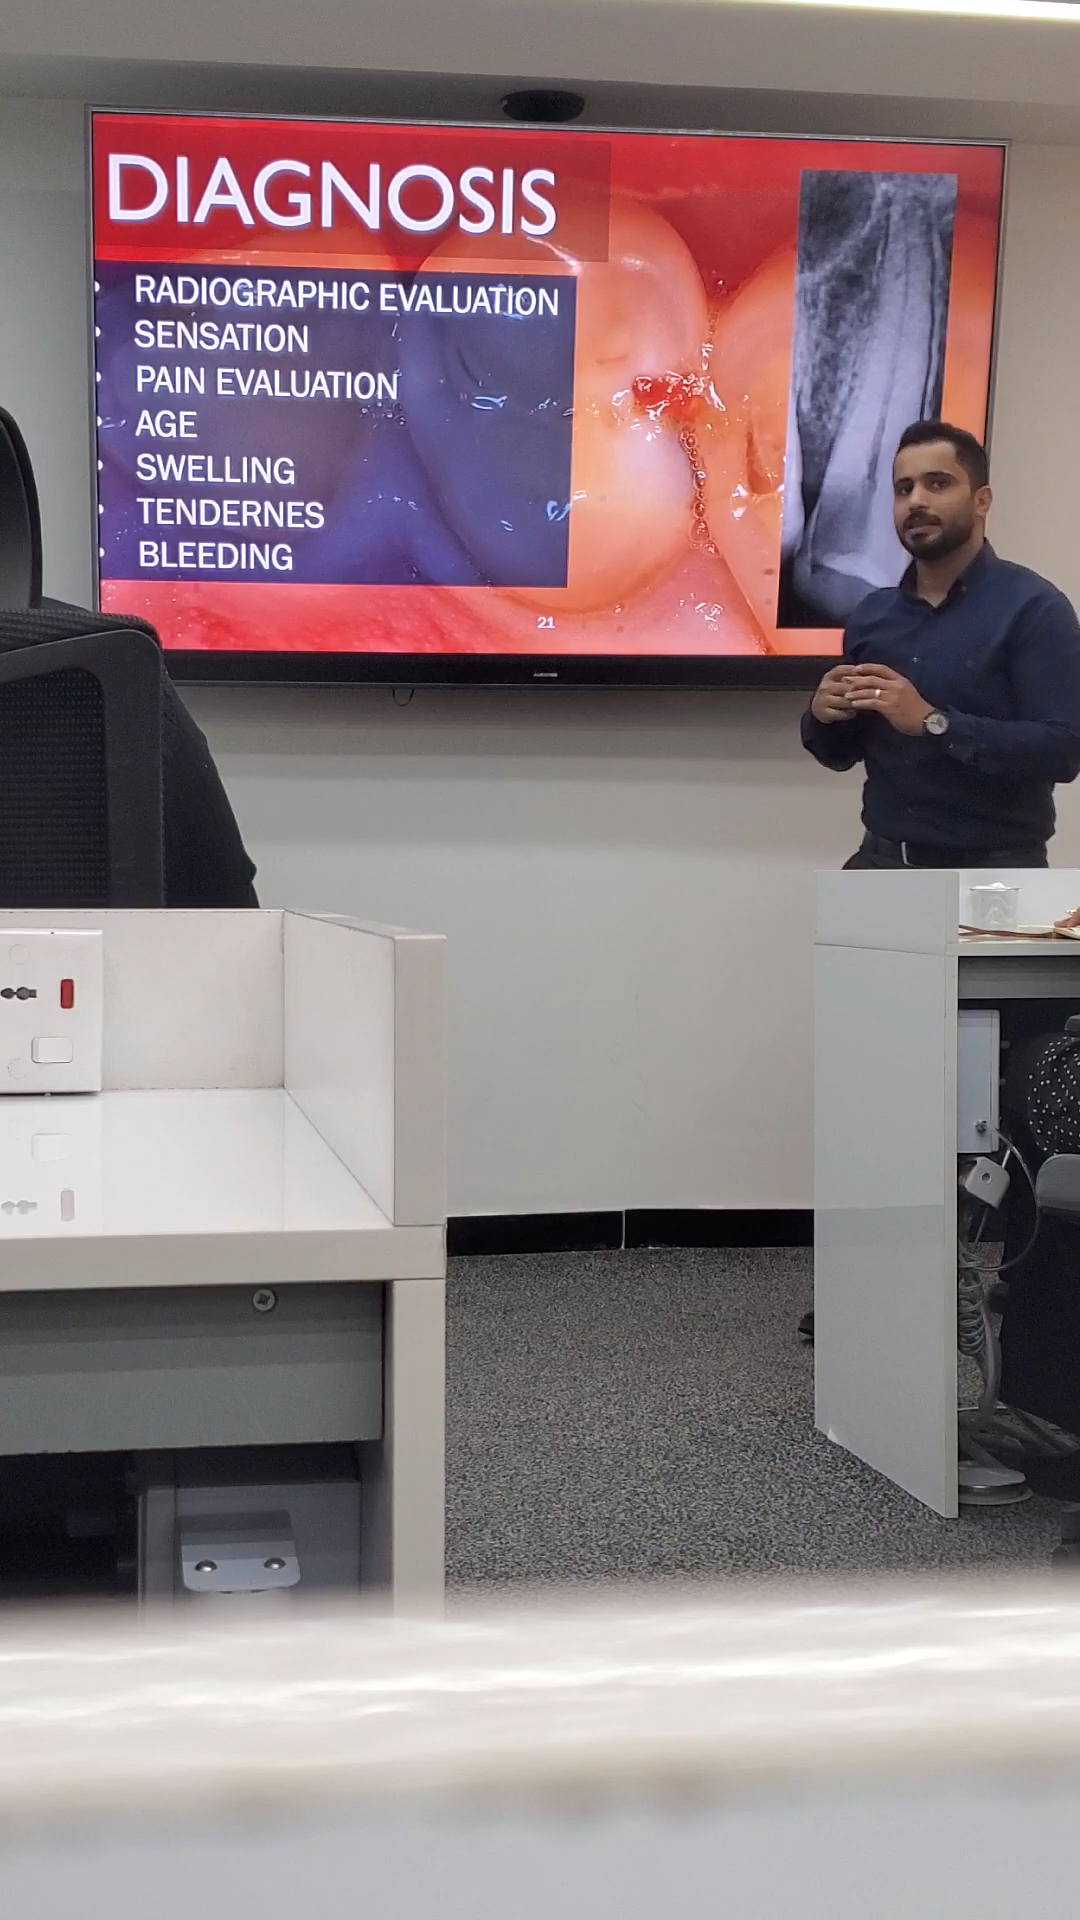 DIAGNOSIS
RADIOGRAPHIC EVALUATION
SENSATION
PAIN EVALUATION
AGE
SWELLING
TENDERNES
BLEEDING
21